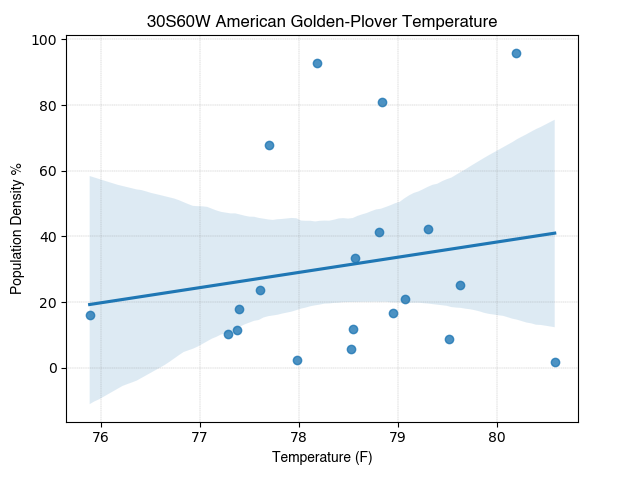 30S60W American Golden-Plover Temperature
100
80
60
40
20
0
Population Density %
76 77 78 79 80
Temperature (F)